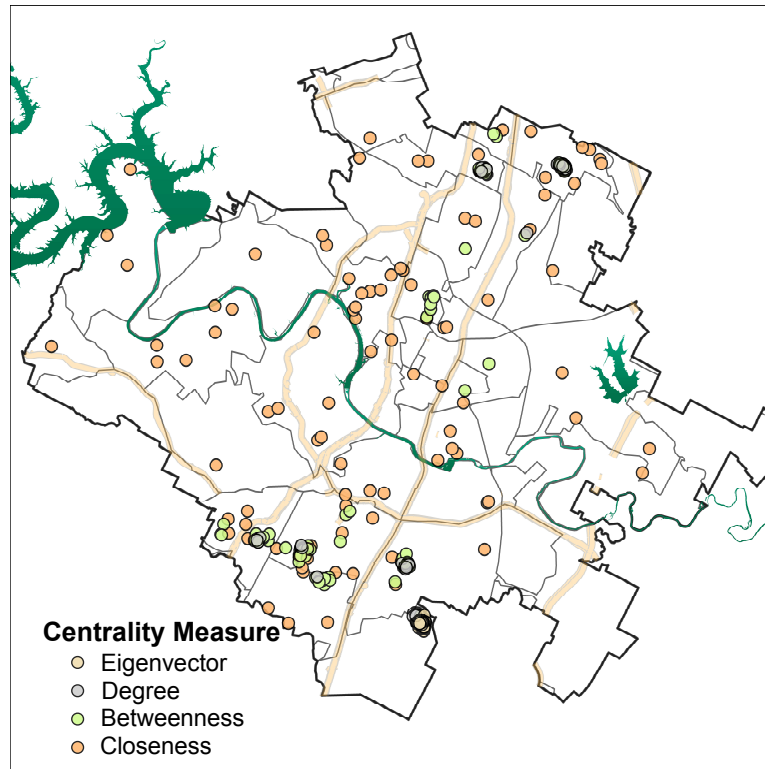 Centrality Measure
Eigenvector
Degree
Betweenness
Closeness